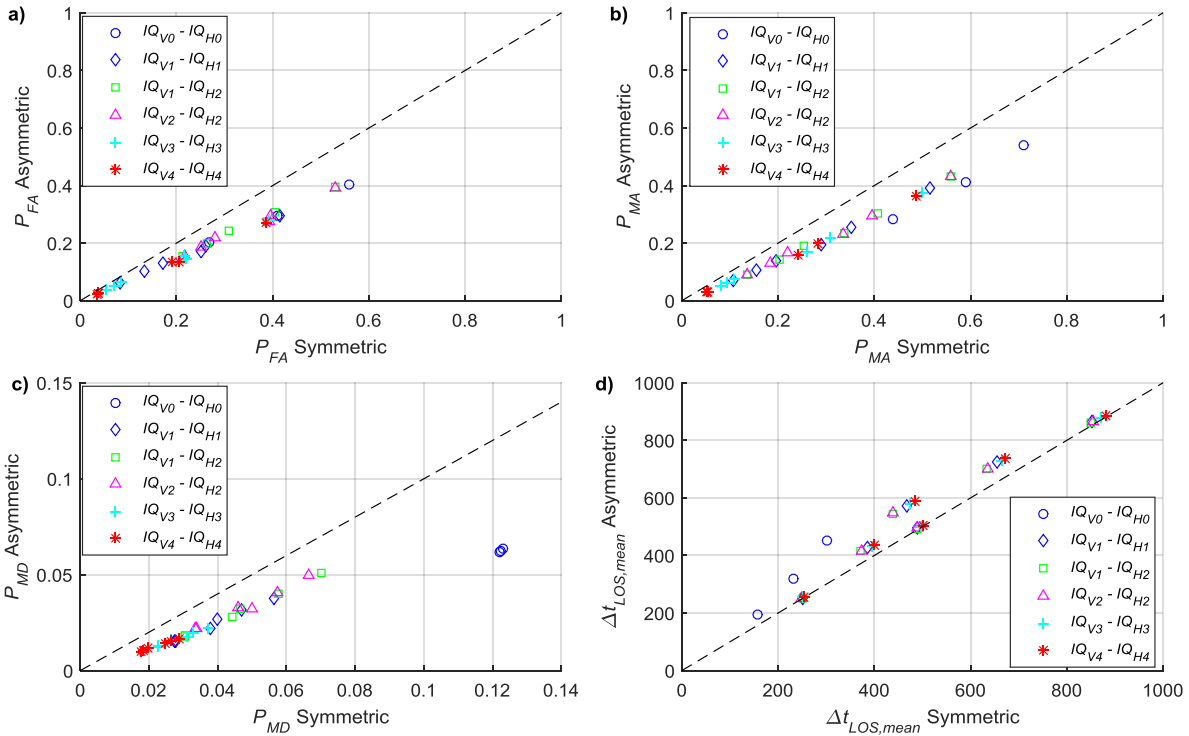 a)
1
0.8
0.6
0.4
0.2
0
P_FA Asymmetric
IQ_V0 - IQ_H0
IQ_V1 - IQ_H1
IQ_V1 - IQ_H2
IQ_V2 - IQ_H2
IQ_V3 - IQ_H3
IQ_V4 - IQ_H4
0 0.2 0.4 0.6 0.8 1
P_FA Symmetric
b)
1
0.8
0.6
0.4
0.2
0
P_MA Asymmetric
IQ_V0 - IQ_H0
IQ_V1 - IQ_H1
IQ_V1 - IQ_H2
IQ_V2 - IQ_H2
IQ_V3 - IQ_H3
IQ_V4 - IQ_H4
0 0.2 0.4 0.6 0.8 1
P_MA Symmetric
c)
0.15
0.1
0.05
0
P_MD Asymmetric
IQ_V0 - IQ_H0
IQ_V1 - IQ_H1
IQ_V1 - IQ_H2
IQ_V2 - IQ_H2
IQ_V3 - IQ_H3
IQ_V4 - IQ_H4
0 0.02 0.04 0.06 0.08 0.1 0.12 0.14
P_MD Symmetric
d)
1000
800
600
400
200
0
Δt_LOS,mean Asymmetric
IQ_V0 - IQ_H0
IQ_V1 - IQ_H1
IQ_V1 - IQ_H2
IQ_V2 - IQ_H2
IQ_V3 - IQ_H3
IQ_V4 - IQ_H4
0 200 400 600 800 1000
Δt_LOS,mean Symmetric